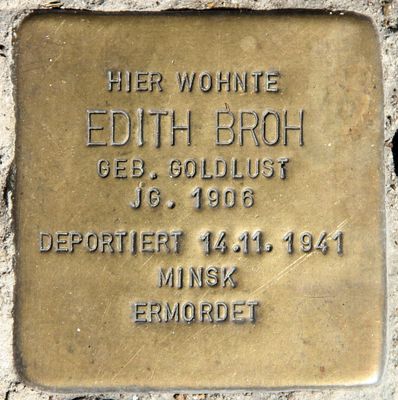 HIER WOHNTE
EDITH BROH
GEB. GOLDLUST
JG. 1906
DEPORTIERT 14.11. 1941
MINSK
ERMORDET